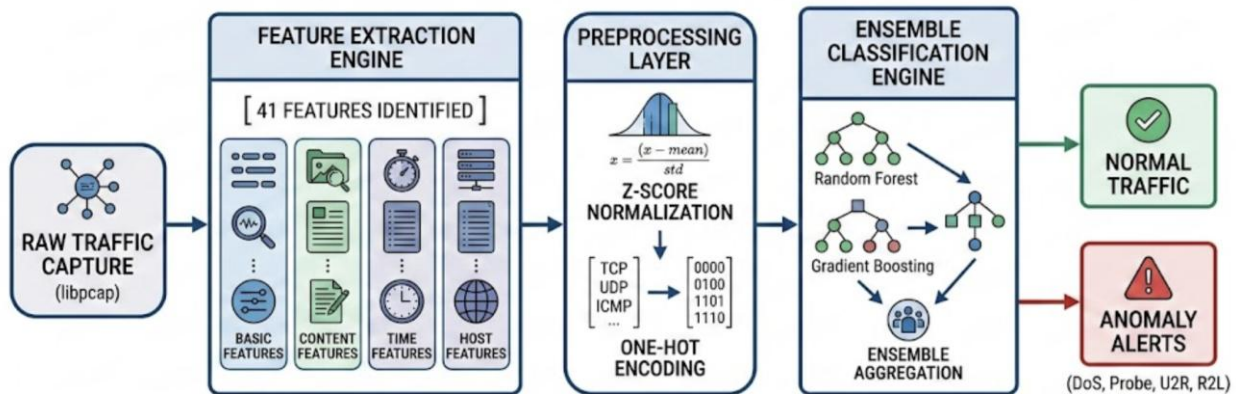 FEATURE EXTRACTION
ENGINE
[ 41 FEATURES IDENTIFIED ]
RAW TRAFFIC
CAPTURE
(libpcap)
BASIC
FEATURES
CONTENT
FEATURES
TIME
FEATURES
HOST
FEATURES
PREPROCESSING
LAYER
x = (x − mean) / std
Z-SCORE
NORMALIZATION
TCP
UDP
ICMP
...
0000
0100
1101
1110
ONE-HOT
ENCODING
ENSEMBLE
CLASSIFICATION
ENGINE
Random Forest
Gradient Boosting
ENSEMBLE
AGGREGATION
NORMAL
TRAFFIC
ANOMALY
ALERTS
(DoS, Probe, U2R, R2L)